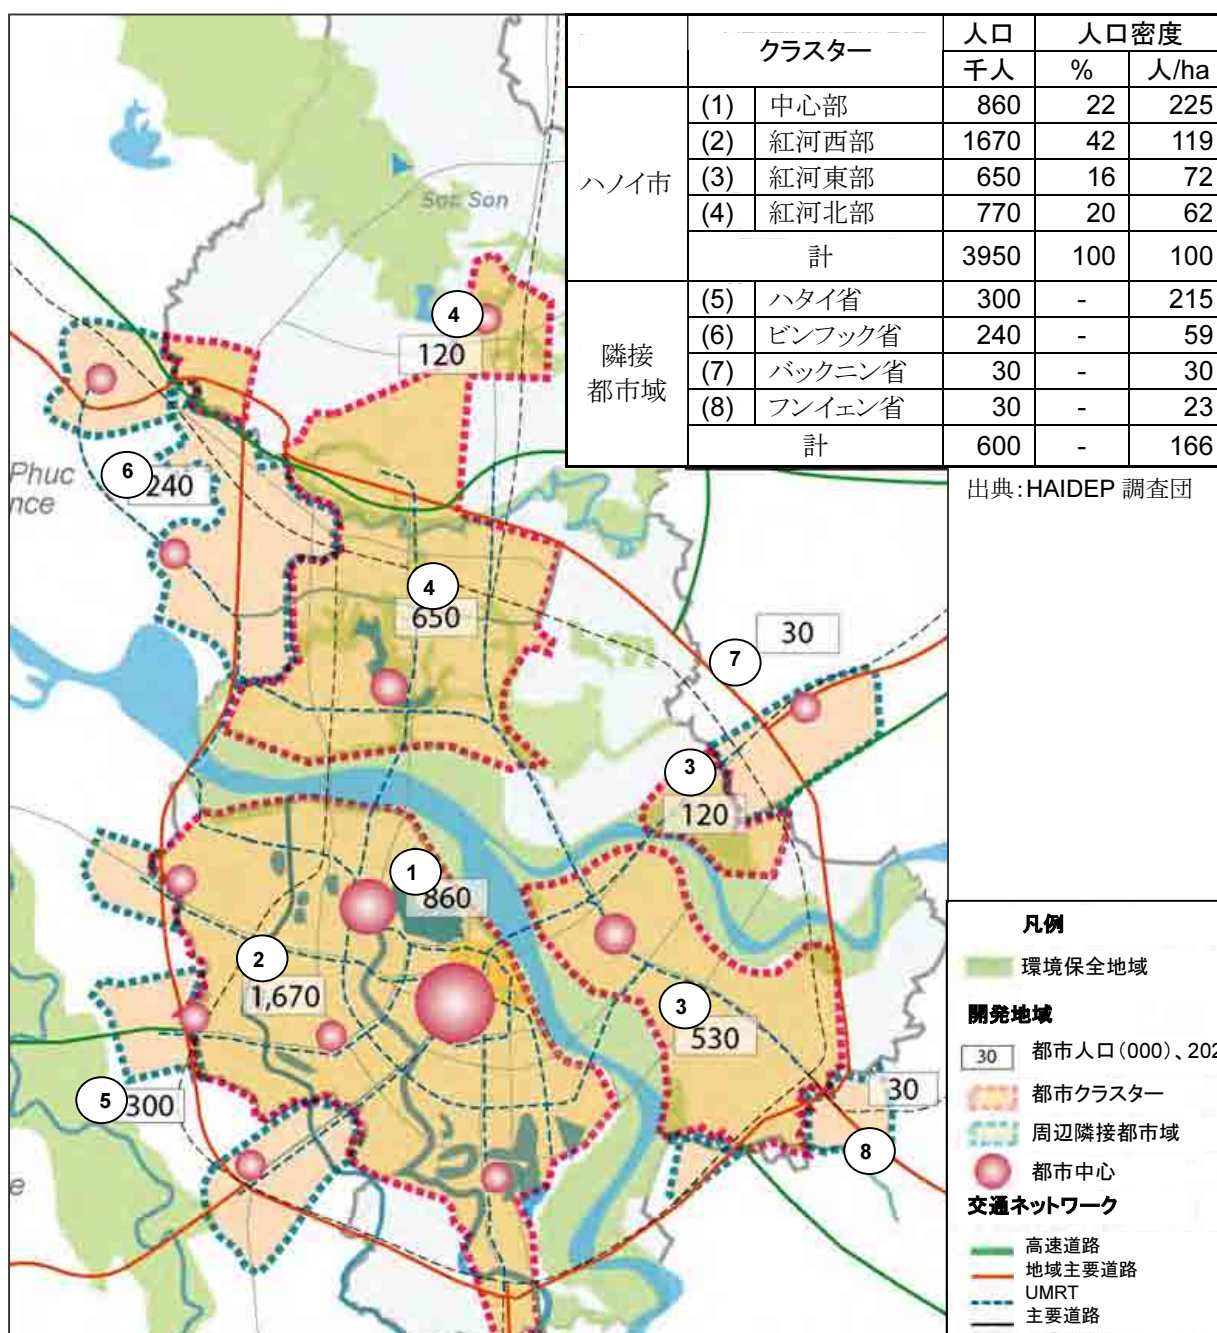 クラスター 人口 人口密度
千人 % 人/ha
ハノイ市
(1) 中心部 860 22 225
(2) 紅河西部 1670 42 119
(3) 紅河東部 650 16 72
(4) 紅河北部 770 20 62
計 3950 100 100
隣接
都市域
(5) ハタイ省 300 - 215
(6) ビンフック省 240 - 59
(7) バックニン省 30 - 30
(8) フンイェン省 30 - 23
計 600 - 166
出典：HAIDEP 調査団
Soc Son
4
120
Phuc
nce
6
240
4
650
30
7
3
120
1
860
2
1,670
3
530
5
300
30
8
e
凡例
環境保全地域
開発地域
30 都市人口(000)、202
都市クラスター
周辺隣接都市域
都市中心
交通ネットワーク
高速道路
地域主要道路
UMRT
主要道路